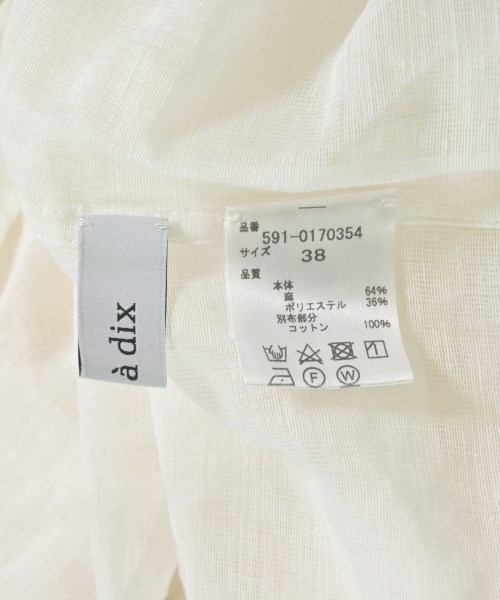 à dix
品番
591-0170354
サイズ
38
品質
本体
麻 64%
ポリエステル 36%
別布部分
コットン 100%
F W